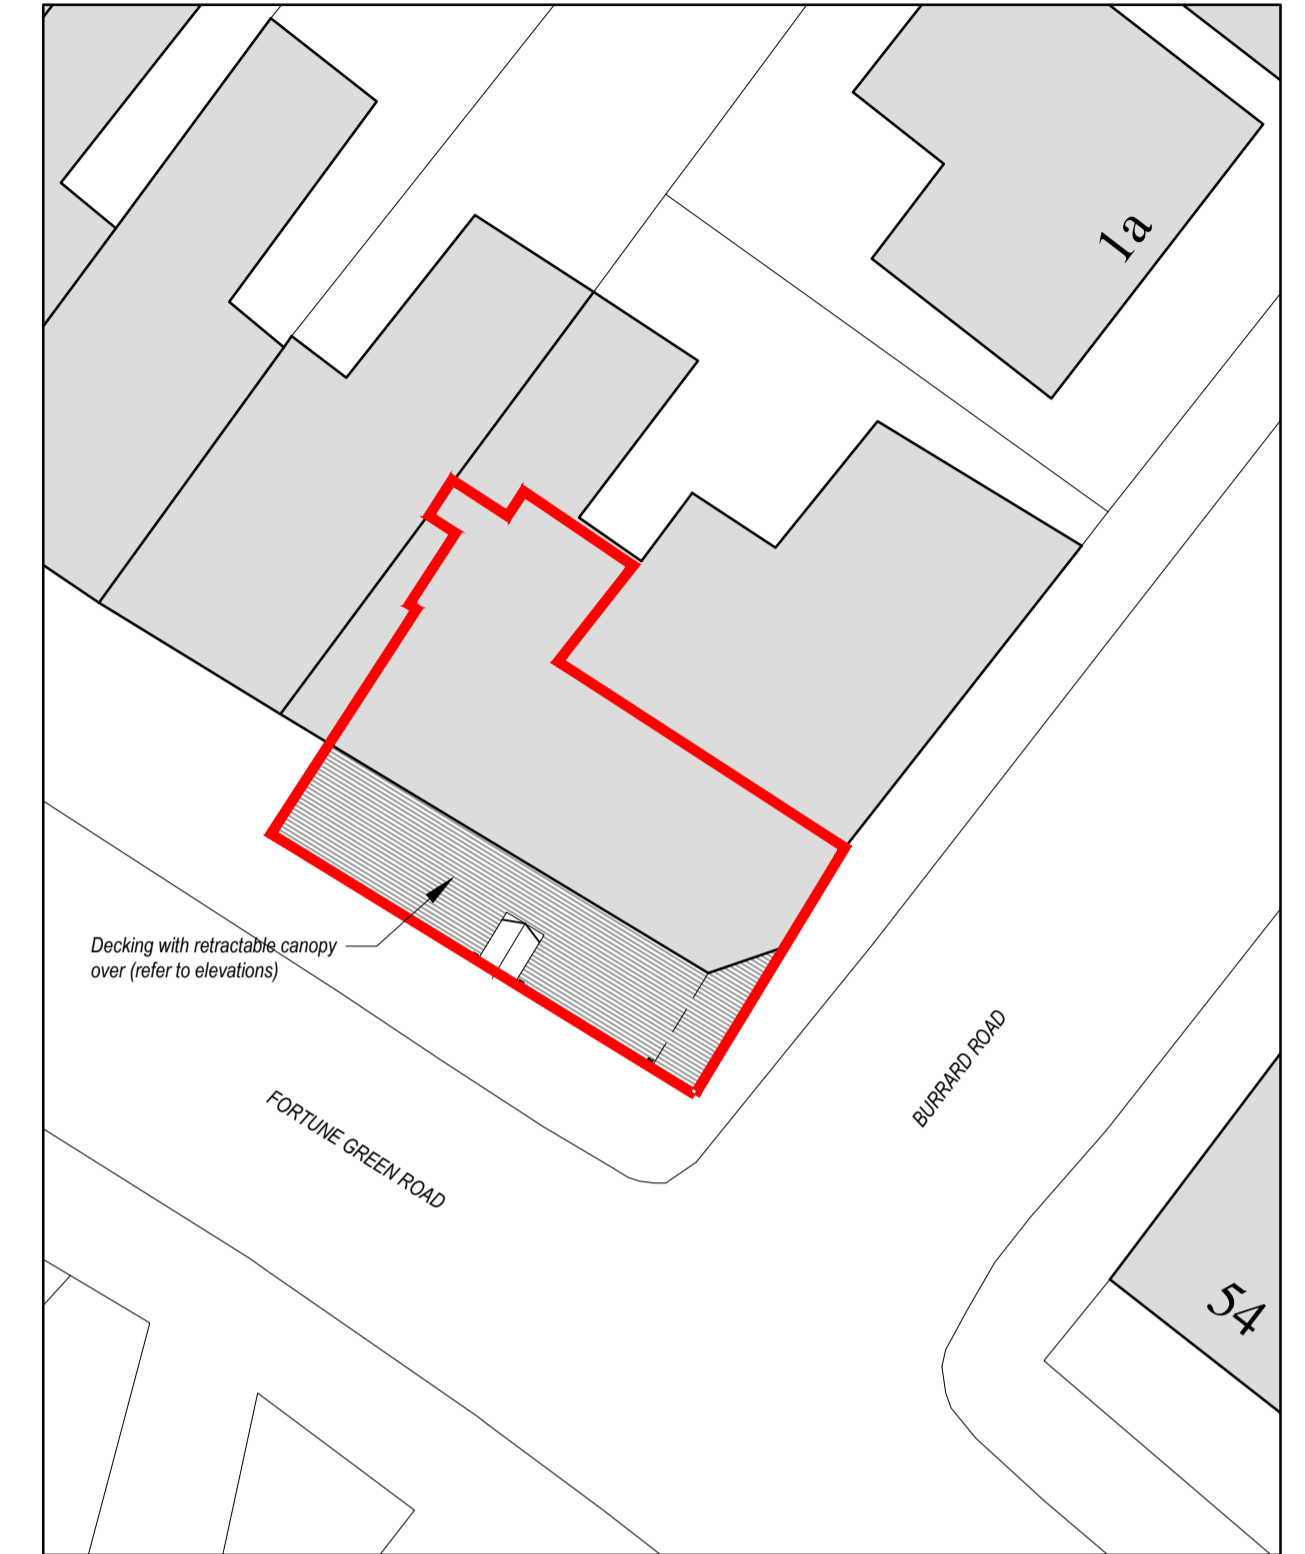 1a
Decking with retractable canopy
over (refer to elevations)
BURRARD ROAD
FORTUNE GREEN ROAD
54